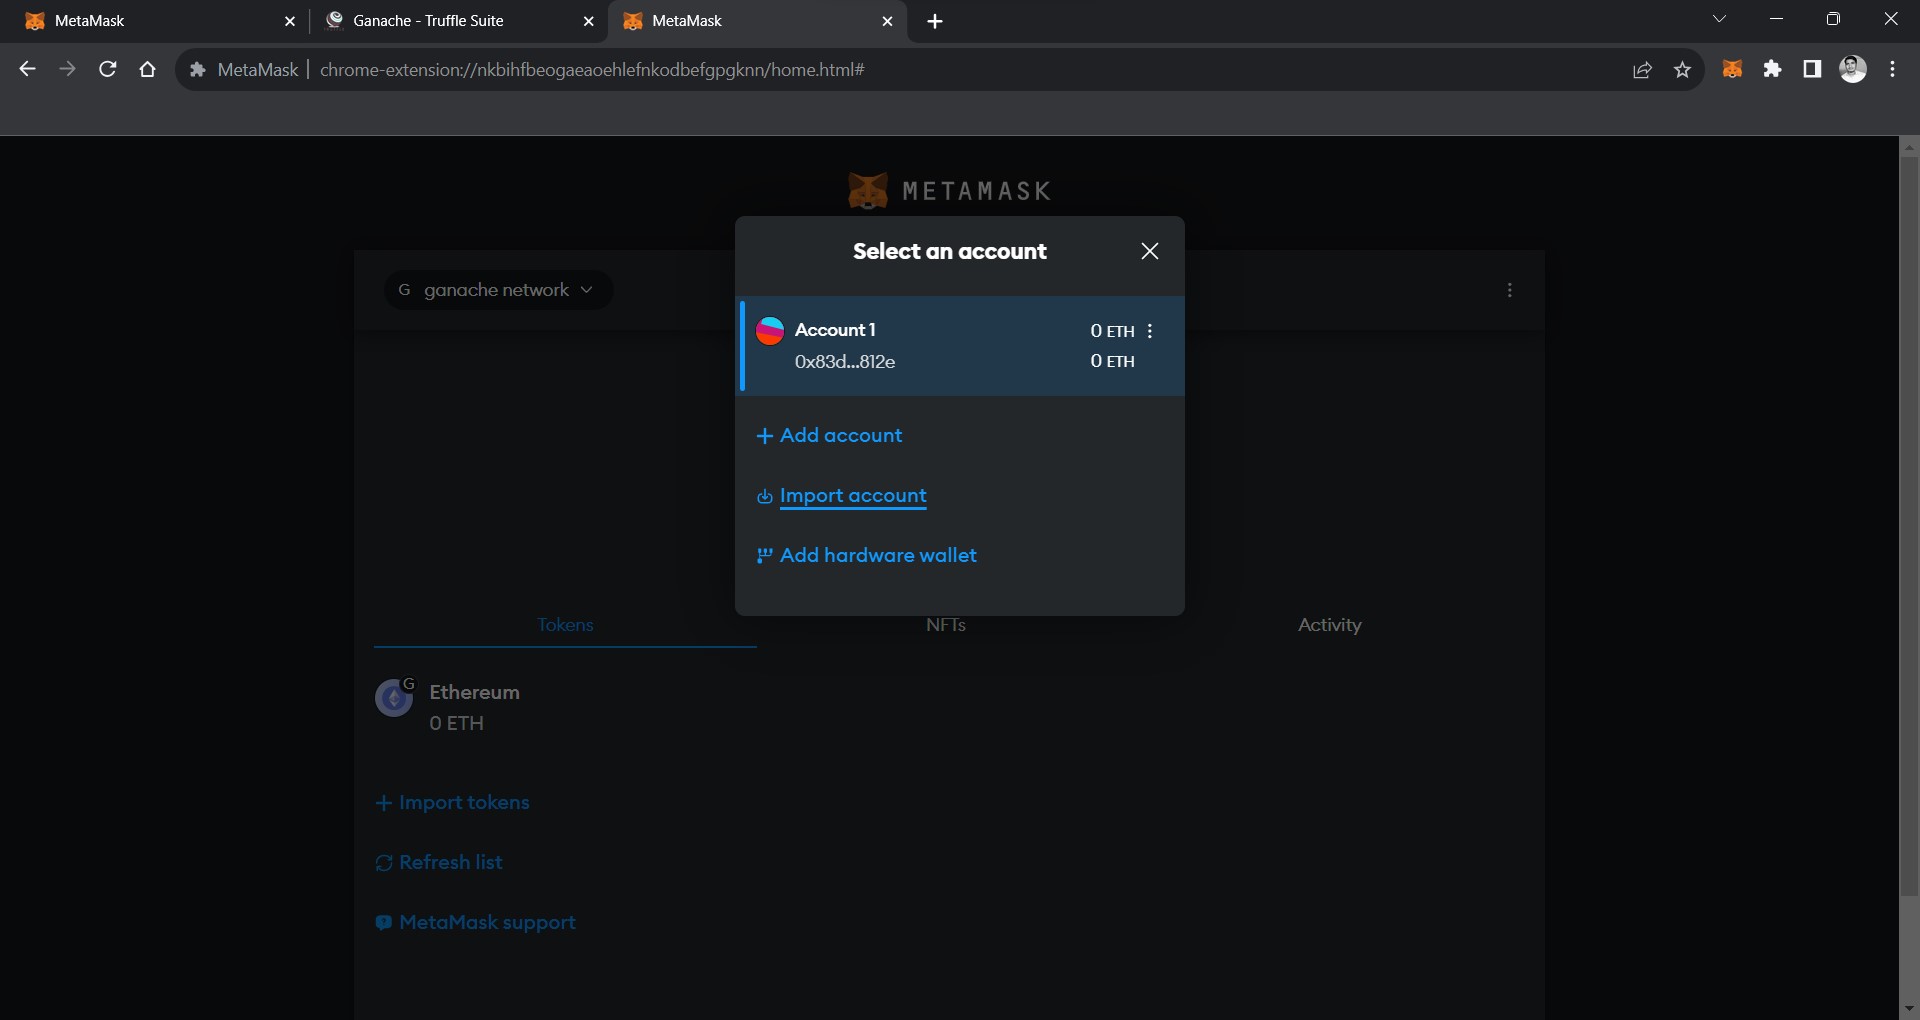 MetaMask
Ganache - Truffle Suite
MetaMask
MetaMask | chrome-extension://nkbihfbeogaeaoehlefnkodbefgpgknn/home.html#
METAMASK
Select an account
G ganache network
Account 1
0 ETH
0x83d...812e
0 ETH
+ Add account
Import account
Add hardware wallet
Tokens
NFTs
Activity
G
Ethereum
0 ETH
+ Import tokens
Refresh list
MetaMask support